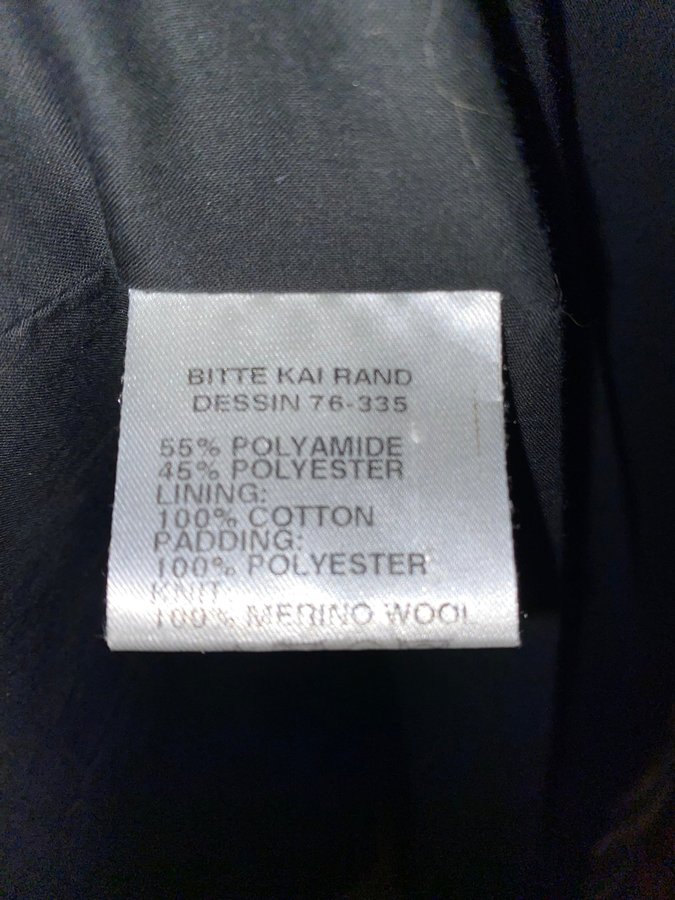 BITTE KAI RAND
DESSIN 76-335
55% POLYAMIDE
45% POLYESTER
LINING:
100% COTTON
PADDING:
100% POLYESTER
KNIT:
100% MERINO WOOL